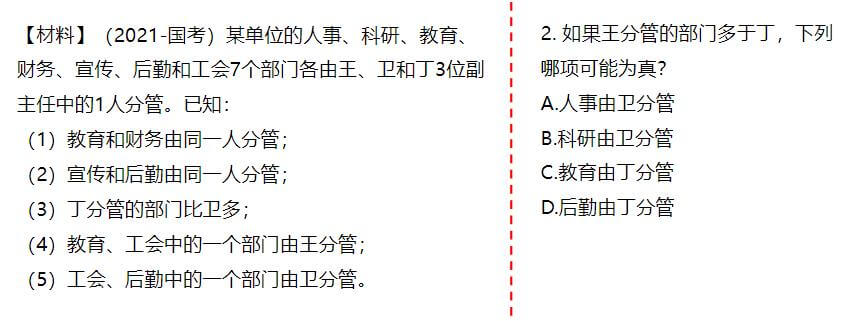 【材料】（2021-国考）某单位的人事、科研、教育、
财务、宣传、后勤和工会7个部门各由王、卫和丁3位副
主任中的1人分管。已知：
（1）教育和财务由同一人分管；
（2）宣传和后勤由同一人分管；
（3）丁分管的部门比卫多；
（4）教育、工会中的一个部门由王分管；
（5）工会、后勤中的一个部门由卫分管。
2. 如果王分管的部门多于丁，下列
哪项可能为真？
A.人事由卫分管
B.科研由卫分管
C.教育由丁分管
D.后勤由丁分管